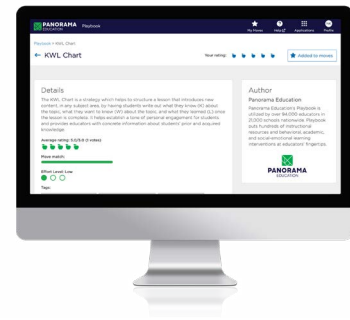 PANORAMA
EDUCATION
Playbook
My Moves
Help
Applications
Profile
Playbook > KWL Chart
← KWL Chart
Your rating:
Added to moves
Details
The KWL Chart is a strategy which helps to structure a lesson that introduces new
content, in any subject area, by having students write out what they know (K) about
the topic, what they want to know (W) about the topic, and what they learned (L) once
the lesson is complete. It helps establish a tone of personal engagement for students
and provides educators with concrete information about students' prior and acquired
knowledge.
Average rating: 5.0/5.0 (1 votes)
Plays match:
Effort Level: Low
Tags:
Author
Panorama Education
Panorama Education's Playbook is
utilized by over 84,000 educators in
21,000 schools nationwide. Playbook
puts hundreds of instructional
resources and behavioral, academic,
and social-emotional learning
interventions at educators' fingertips.
PANORAMA
EDUCATION